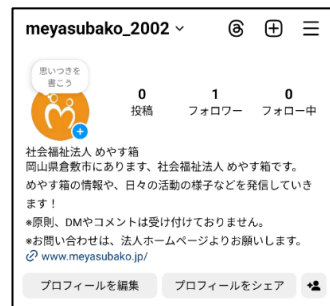 meyasubako_2002
思いつきを
書こう
0 1 0
投稿 フォロワー フォロー中
社会福祉法人 めやす箱
岡山県倉敷市にあります、社会福祉法人 めやす箱です。
めやす箱の情報や、日々の活動の様子などを発信していき
ます！
*原則、DMやコメントは受け付けておりません。
*お問い合わせは、法人ホームページよりお願いします。
www.meyasubako.jp/
プロフィールを編集 プロフィールをシェア